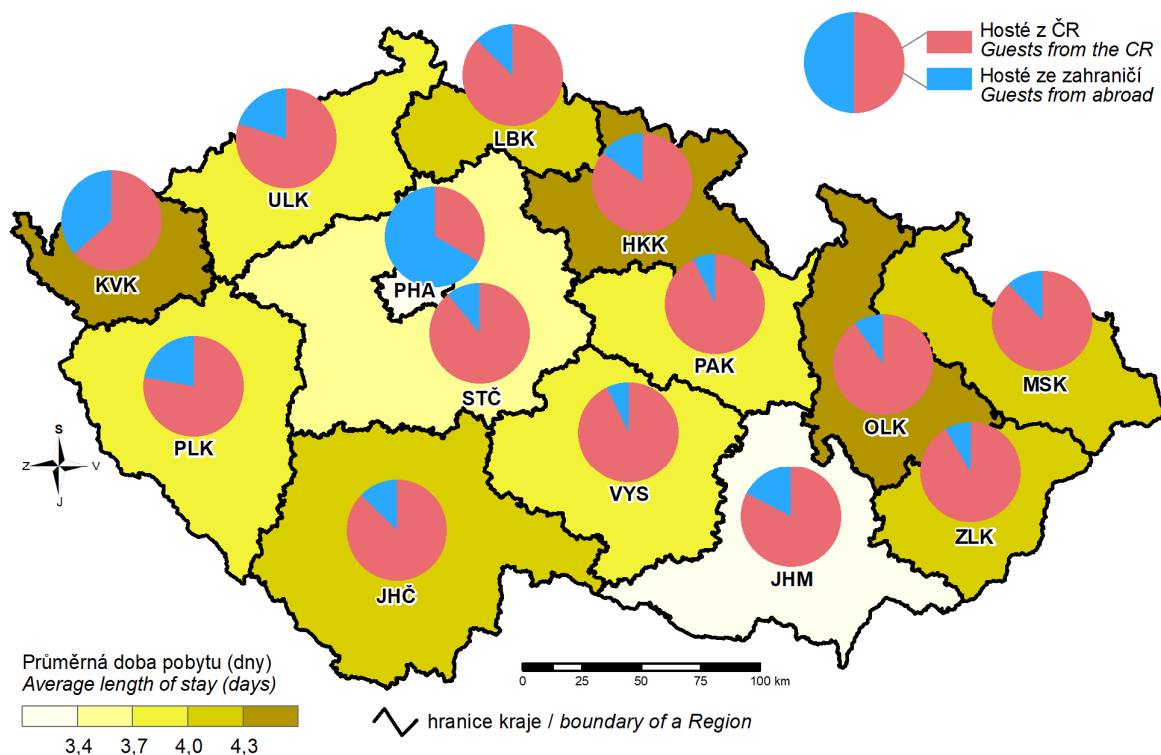 Hosté z ČR
Guests from the CR
Hosté ze zahraničí
Guests from abroad
LBK
ULK
HKK
KVK
PHA
PAK
MSK
STČ
OLK
PLK
S
Z V
J
VYS
ZLK
JHM
JHČ
Průměrná doba pobytu (dny)
Average length of stay (days)
3,4 3,7 4,0 4,3
0 25 50 75 100 km
hranice kraje / boundary of a Region